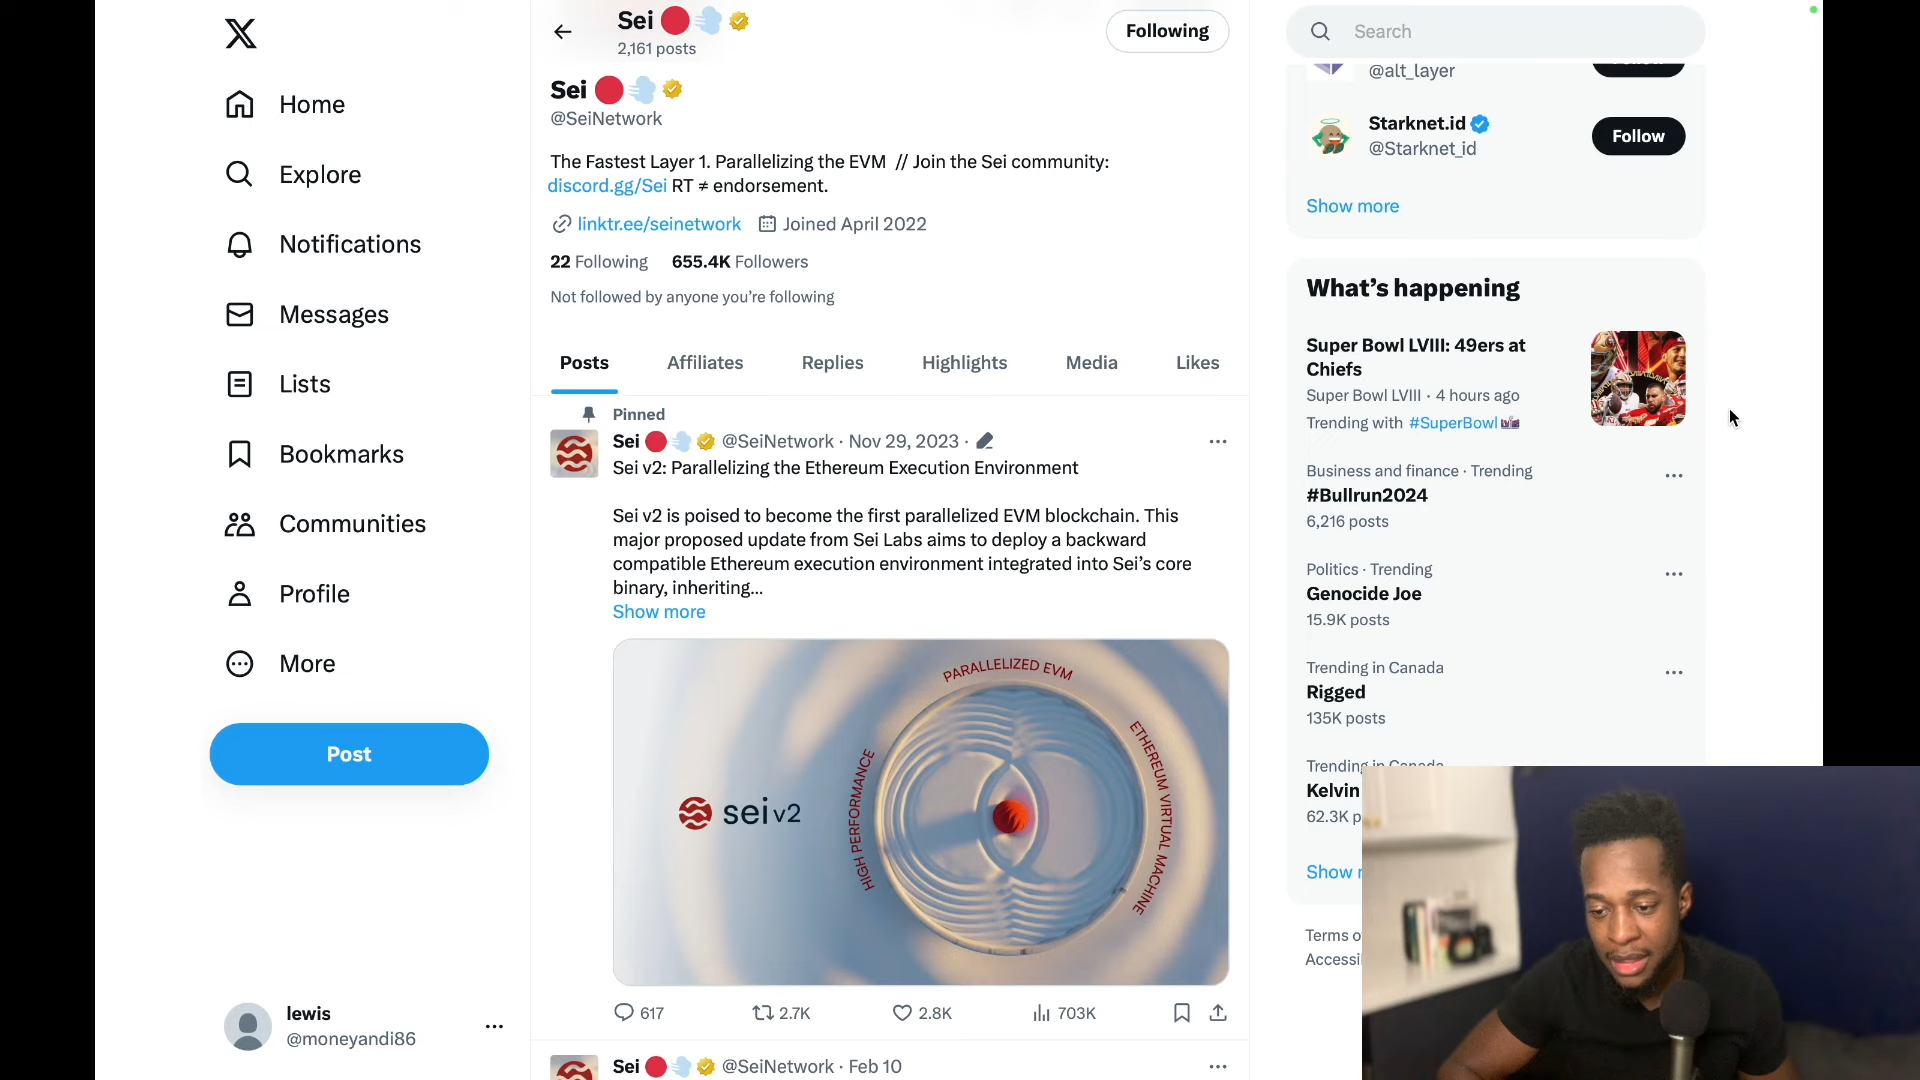 Home
Explore
Notifications
Messages
Lists
Bookmarks
Communities
Profile
More
Post
lewis
@moneyandi86
Sei
2,161 posts
Following
Sei
@SeiNetwork
The Fastest Layer 1. Parallelizing the EVM // Join the Sei community:
discord.gg/Sei RT ≠ endorsement.
linktr.ee/seinetwork Joined April 2022
22 Following 655.4K Followers
Not followed by anyone you're following
Posts Affiliates Replies Highlights Media Likes
Pinned
Sei @SeiNetwork · Nov 29, 2023 ·
Sei v2: Parallelizing the Ethereum Execution Environment
Sei v2 is poised to become the first parallelized EVM blockchain. This
major proposed update from Sei Labs aims to deploy a backward
compatible Ethereum execution environment integrated into Sei's core
binary, inheriting...
Show more
sei v2
HIGH PERFORMANCE
PARALLELIZED EVM
ETHEREUM VIRTUAL MACHINE
617 2.7K 2.8K 703K
Sei @SeiNetwork · Feb 10
Search
@alt_layer
Starknet.id
@Starknet_id
Follow
Show more
What's happening
Super Bowl LVIII: 49ers at
Chiefs
Super Bowl LVIII · 4 hours ago
Trending with #SuperBowl
Business and finance · Trending
#Bullrun2024
6,216 posts
Politics · Trending
Genocide Joe
15.9K posts
Trending in Canada
Rigged
135K posts
Trending in Canada
Kelvin
62.3K
Show
Terms